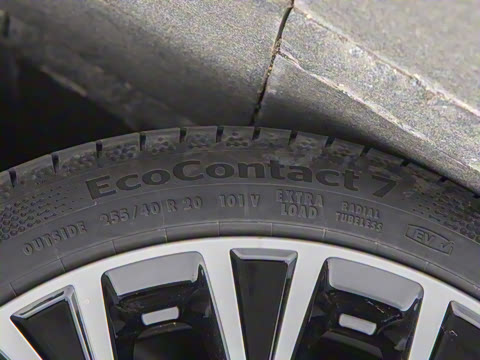 EcoContact 7
OUTSIDE 255/40 R 20 101 V EXTRA LOAD RADIAL TUBELESS EV ✓